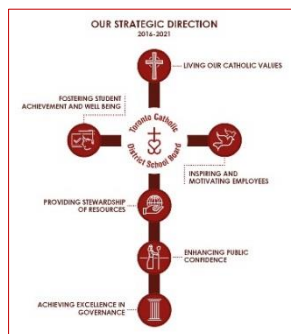 OUR STRATEGIC DIRECTION
2016-2021
LIVING OUR CATHOLIC VALUES
FOSTERING STUDENT
ACHIEVEMENT AND WELL BEING
Toronto Catholic
District School Board
INSPIRING AND
MOTIVATING EMPLOYEES
PROVIDING STEWARDSHIP
OF RESOURCES
ENHANCING PUBLIC
CONFIDENCE
ACHIEVING EXCELLENCE IN
GOVERNANCE